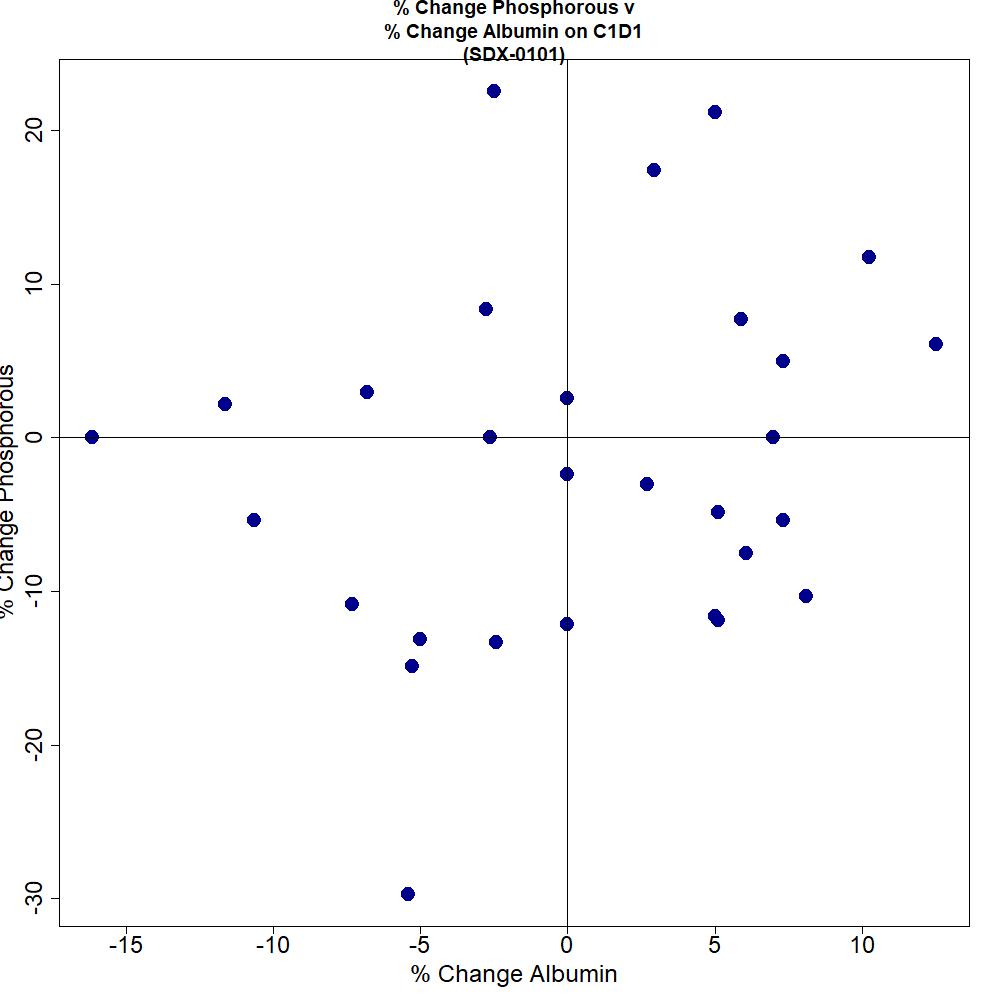 % Change Phosphorous v
% Change Albumin on C1D1
(SDX-0101)
% Change Phosphorous
20
10
0
-10
-20
-30
-15
-10
-5
0
5
10
% Change Albumin